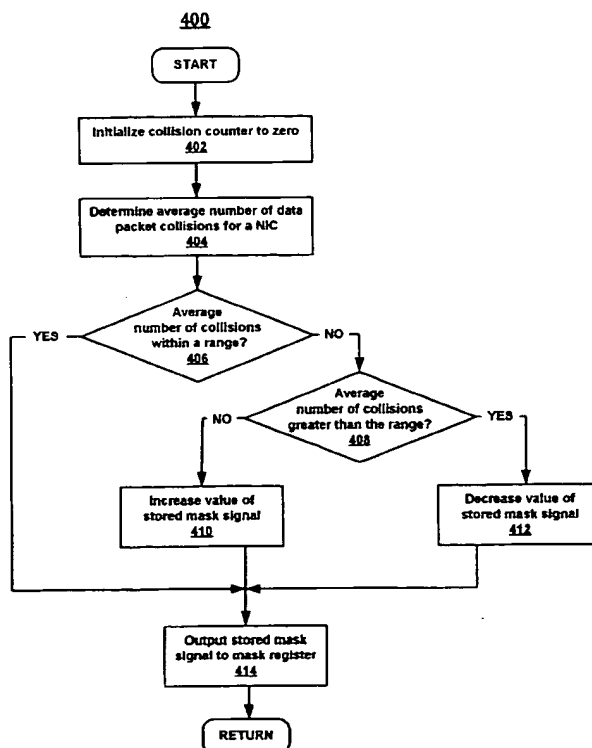 400
START
Initialize collision counter to zero
402
Determine average number of data
packet collisions for a NIC
404
Average
number of collisions
within a range?
406
YES
NO
Average
number of collisions
greater than the range?
408
NO
YES
Increase value of
stored mask signal
410
Decrease value of
stored mask signal
412
Output stored mask
signal to mask register
414
RETURN